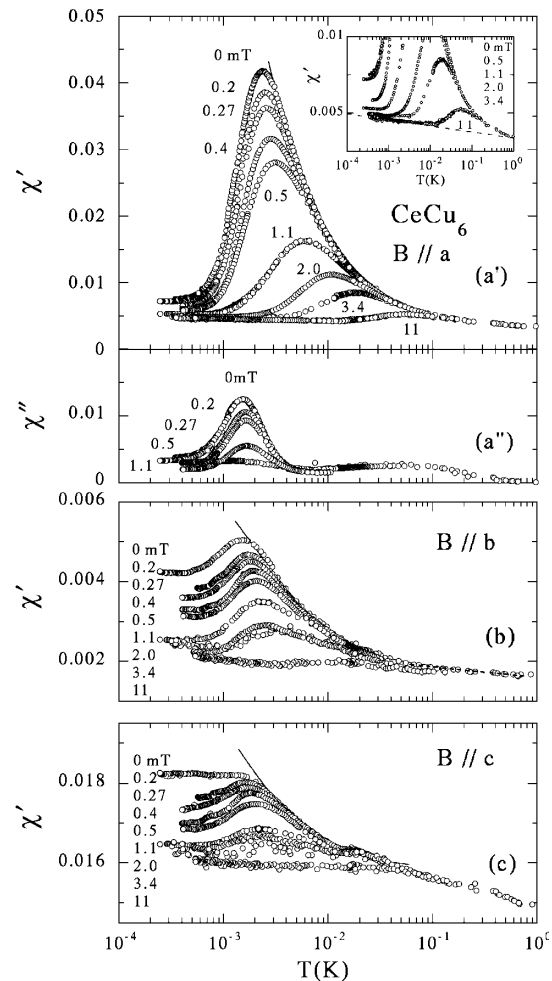 0.05
0.04
0.03
0.02
0.01
0
χ′
0 mT
0.2
0.27
0.4
0.5
1.1
2.0
3.4
11
CeCu6
B // a
(a′)
0.01
0.005
χ′
0 mT
0.5
1.1
2.0
3.4
11
10-4 10-3 10-2 10-1 100
T(K)
0.01
0
χ″
0mT
0.2
0.27
0.5
1.1
(a″)
0.006
0.004
0.002
χ′
0 mT
0.2
0.27
0.4
0.5
1.1
2.0
3.4
11
B // b
(b)
0.018
0.016
χ′
0 mT
0.2
0.27
0.4
0.5
1.1
2.0
3.4
11
B // c
(c)
10-4 10-3 10-2 10-1 100
T(K)